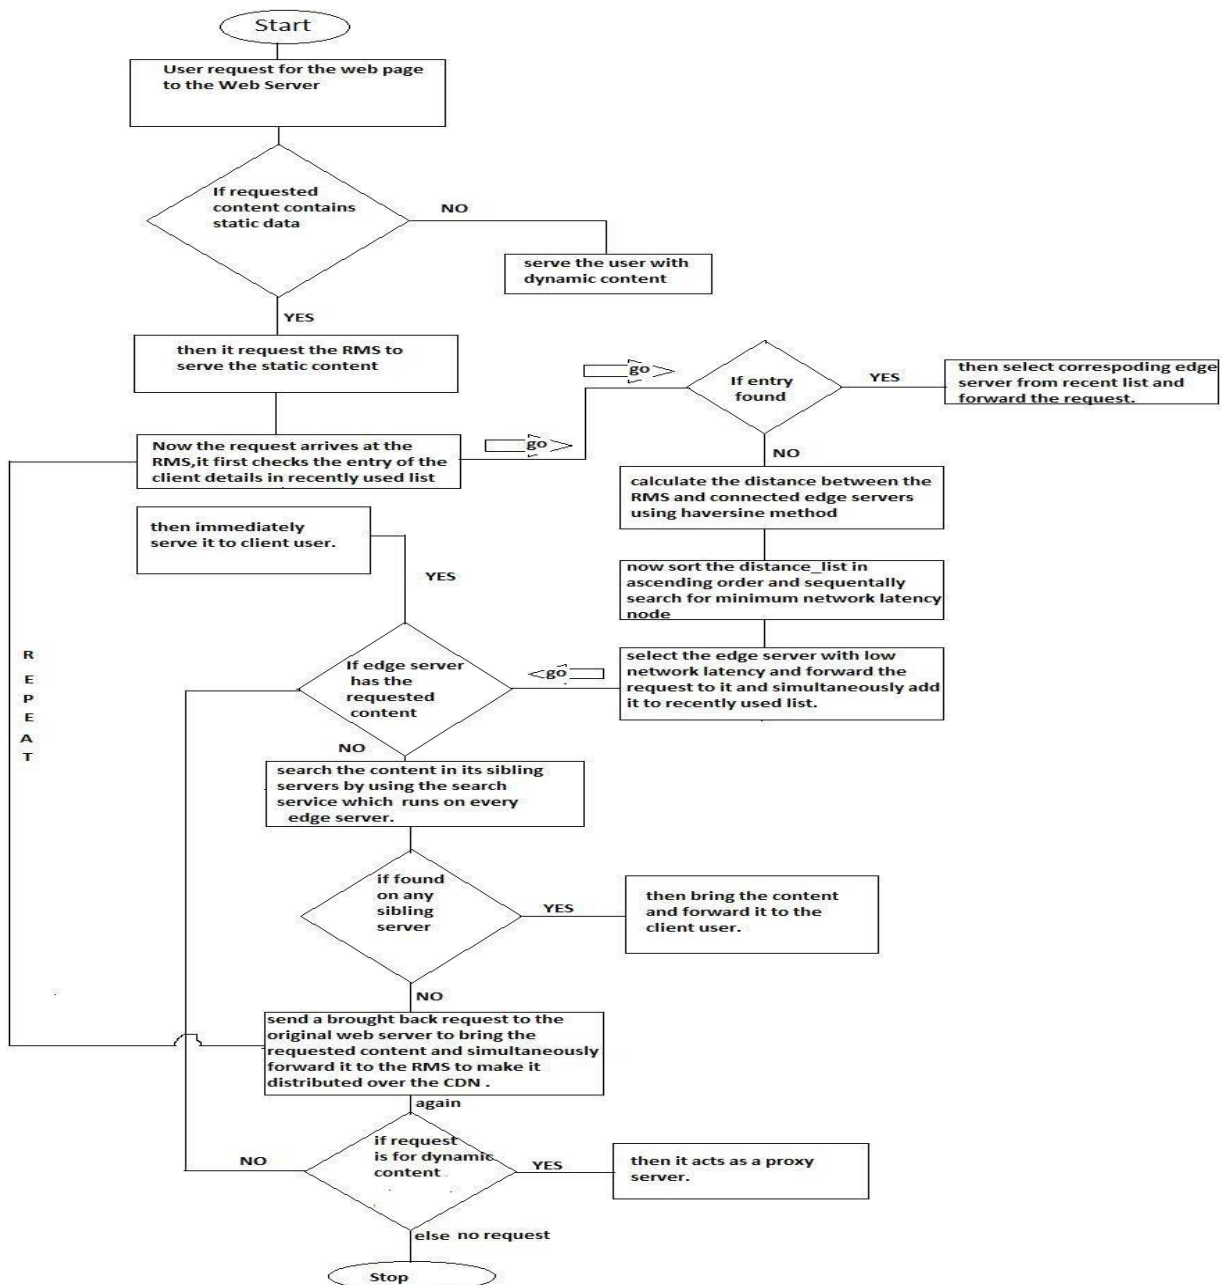 Start
User request for the web page
to the Web Server
If requested
content contains
static data
NO
serve the user with
dynamic content
YES
then it request the RMS to
serve the static content
go
If entry
found
YES
then select correspoding edge
server from recent list and
forward the request.
Now the request arrives at the
RMS,it first checks the entry of the
client details in recently used list
go
NO
calculate the distance between the
RMS and connected edge servers
using haversine method
then immediately
serve it to client user.
YES
now sort the distance_list in
ascending order and sequentally
search for minimum network latency
node
REPEAT
If edge server
has the
requested
content
go
select the edge server with low
network latency and forward the
request to it and simultaneously add
it to recently used list.
NO
search the content in its sibling
servers by using the search
service which runs on every
edge server.
if found
on any
sibling
server
YES
then bring the content
and forward it to the
client user.
NO
send a brought back request to the
original web server to bring the
requested content and simultaneously
forward it to the RMS to make it
distributed over the CDN .
again
if request
is for dynamic
content
NO
YES
then it acts as a proxy
server.
else no request
Stop